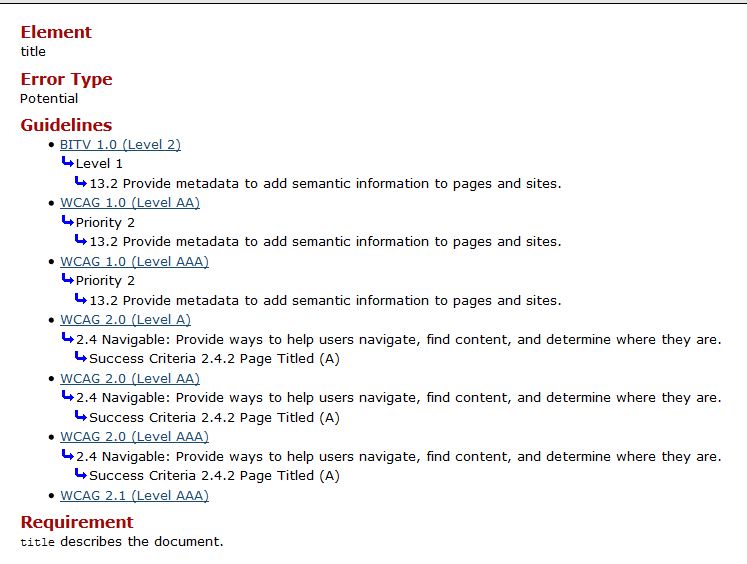 Element
title
Error Type
Potential
Guidelines
BITV 1.0 (Level 2)
Level 1
13.2 Provide metadata to add semantic information to pages and sites.
WCAG 1.0 (Level AA)
Priority 2
13.2 Provide metadata to add semantic information to pages and sites.
WCAG 1.0 (Level AAA)
Priority 2
13.2 Provide metadata to add semantic information to pages and sites.
WCAG 2.0 (Level A)
2.4 Navigable: Provide ways to help users navigate, find content, and determine where they are.
Success Criteria 2.4.2 Page Titled (A)
WCAG 2.0 (Level AA)
2.4 Navigable: Provide ways to help users navigate, find content, and determine where they are.
Success Criteria 2.4.2 Page Titled (A)
WCAG 2.0 (Level AAA)
2.4 Navigable: Provide ways to help users navigate, find content, and determine where they are.
Success Criteria 2.4.2 Page Titled (A)
WCAG 2.1 (Level AAA)
Requirement
title describes the document.